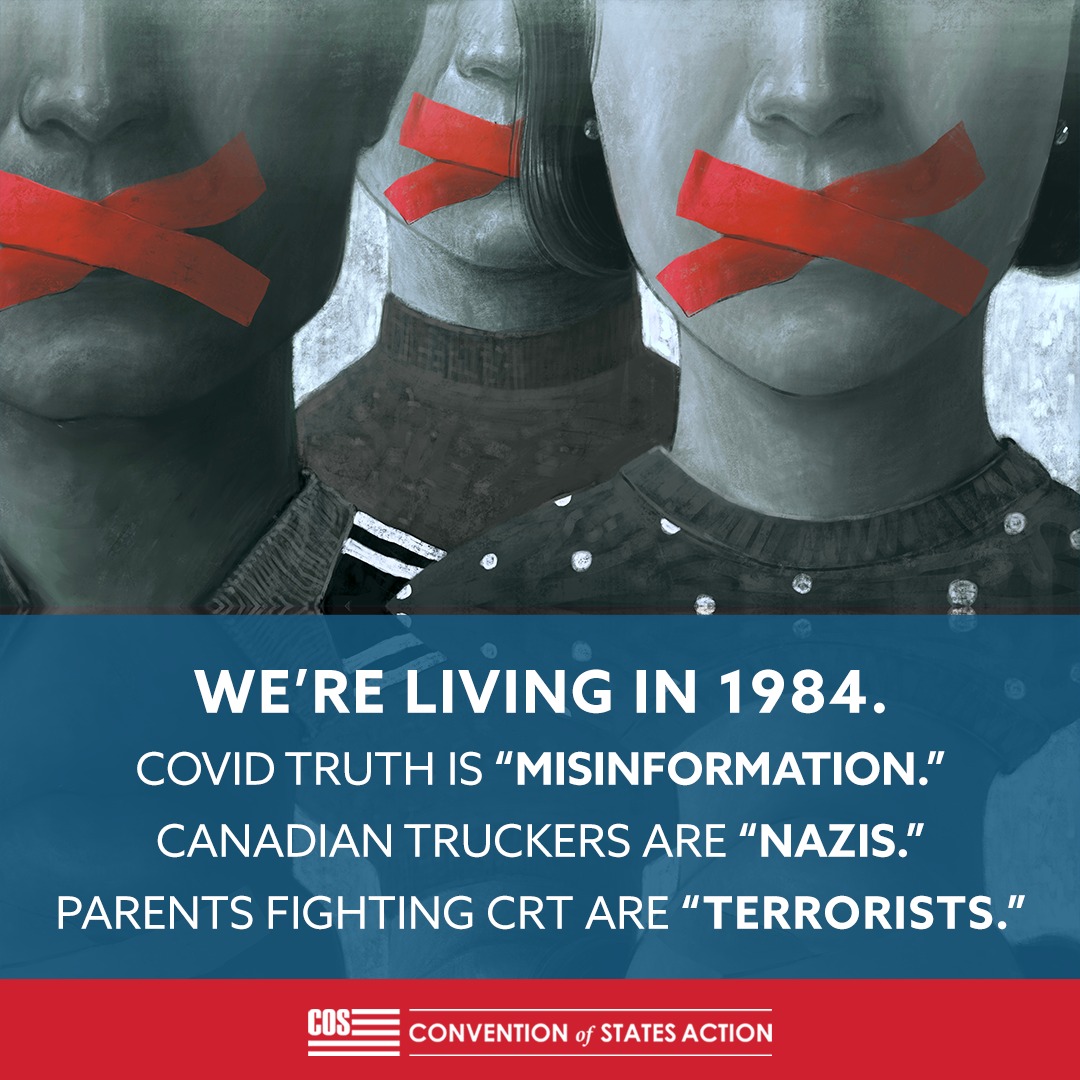 WE'RE LIVING IN 1984.
COVID TRUTH IS “MISINFORMATION.”
CANADIAN TRUCKERS ARE “NAZIS.”
PARENTS FIGHTING CRT ARE “TERRORISTS.”
COS CONVENTION of STATES ACTION